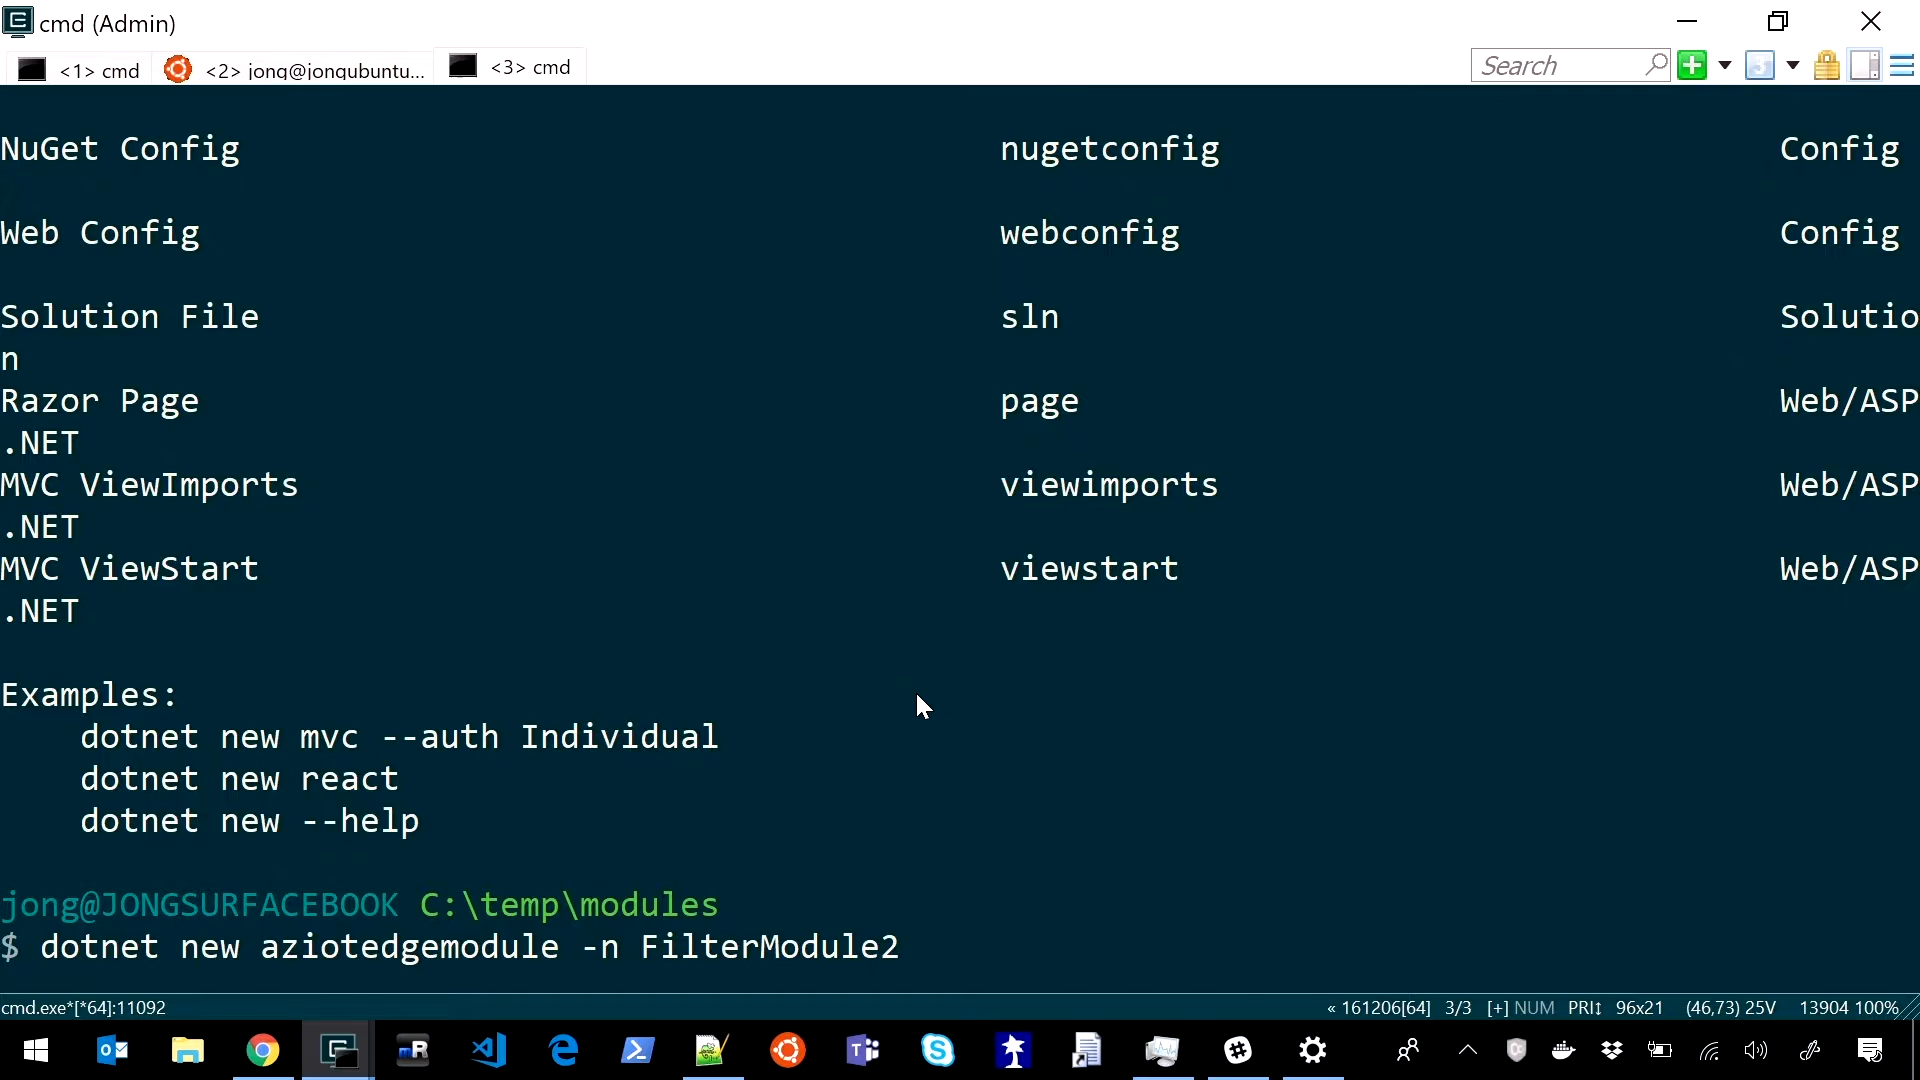 cmd (Admin)
<1> cmd
<2> jong@jongubuntu...
<3> cmd
Search
NuGet Config nugetconfig Config
Web Config webconfig Config
Solution File sln Solutio
n
Razor Page page Web/ASP
.NET
MVC ViewImports viewimports Web/ASP
.NET
MVC ViewStart viewstart Web/ASP
.NET
Examples:
dotnet new mvc --auth Individual
dotnet new react
dotnet new --help
jong@JONGSURFACEBOOK C:\temp\modules
$ dotnet new aziotedgemodule -n FilterModule2
cmd.exe*[*64]:11092 « 161206[64] 3/3 [+] NUM PRI↕ 96x21 (46,73) 25V 13904 100%